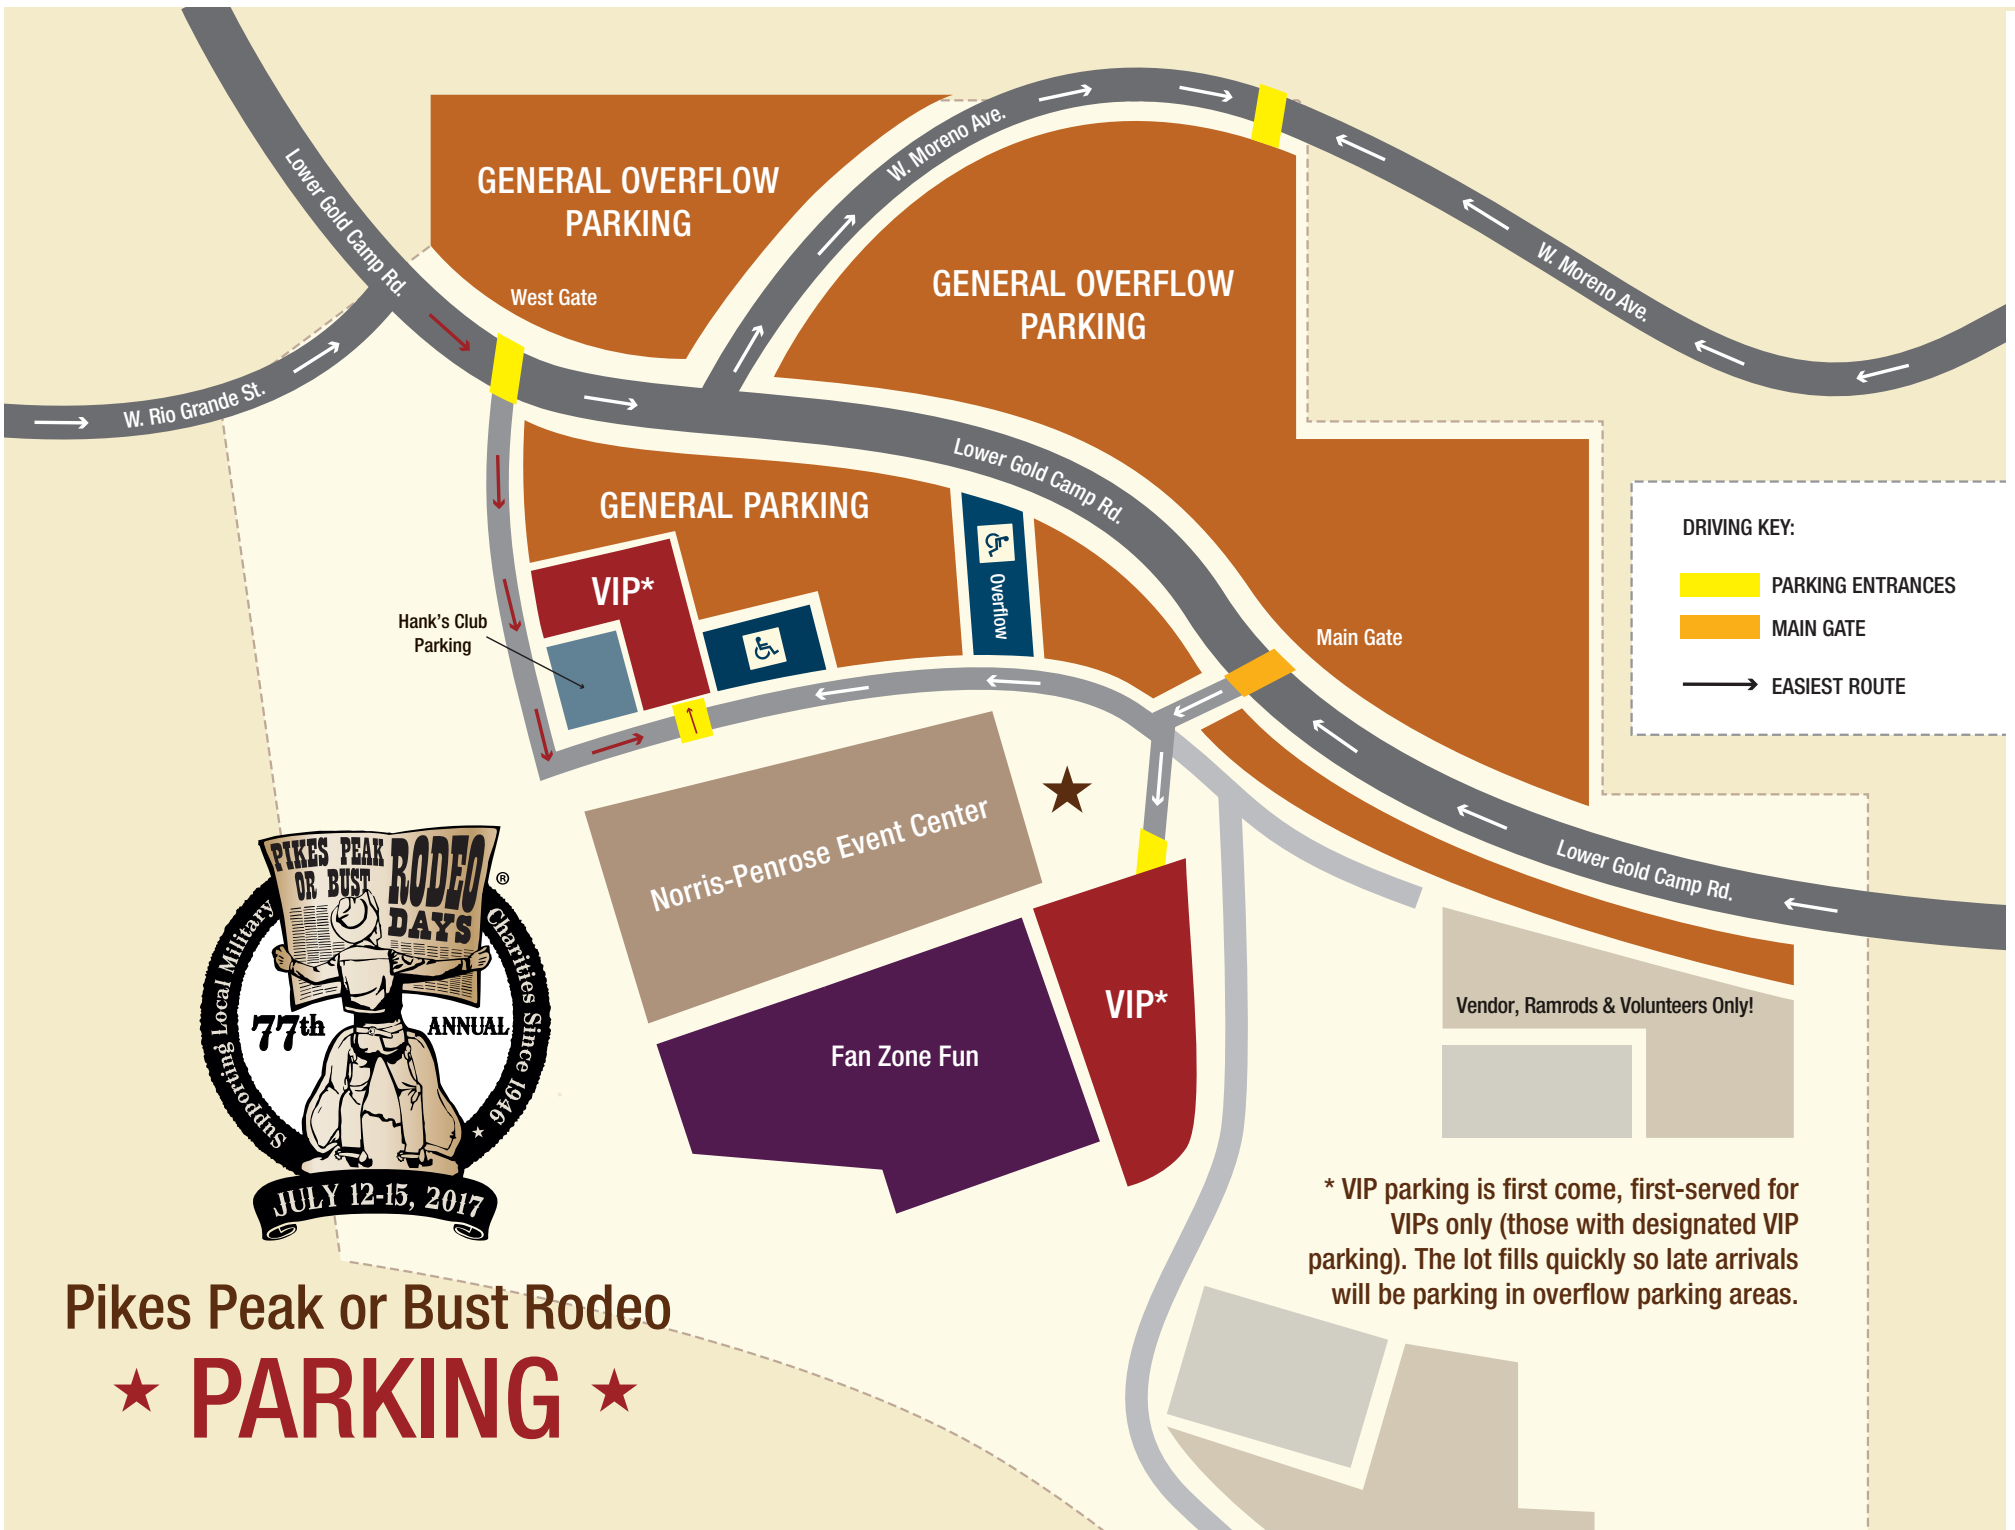 W. Moreno Ave.
GENERAL OVERFLOW
PARKING
Lower Gold Camp Rd.
West Gate
GENERAL OVERFLOW
PARKING
W. Moreno Ave.
W. Rio Grande St.
Lower Gold Camp Rd.
GENERAL PARKING
DRIVING KEY:
PARKING ENTRANCES
MAIN GATE
EASIEST ROUTE
VIP*
Overflow
Hank's Club
Parking
Main Gate
Norris-Penrose Event Center
Lower Gold Camp Rd.
PIKES PEAK
OR BUST
RODEO
DAYS
®
Supporting Local Military
Charities Since 1946
77th
ANNUAL
JULY 12-15, 2017
VIP*
Fan Zone Fun
Vendor, Ramrods & Volunteers Only!
* VIP parking is first come, first-served for
VIPs only (those with designated VIP
parking). The lot fills quickly so late arrivals
will be parking in overflow parking areas.
Pikes Peak or Bust Rodeo
PARKING